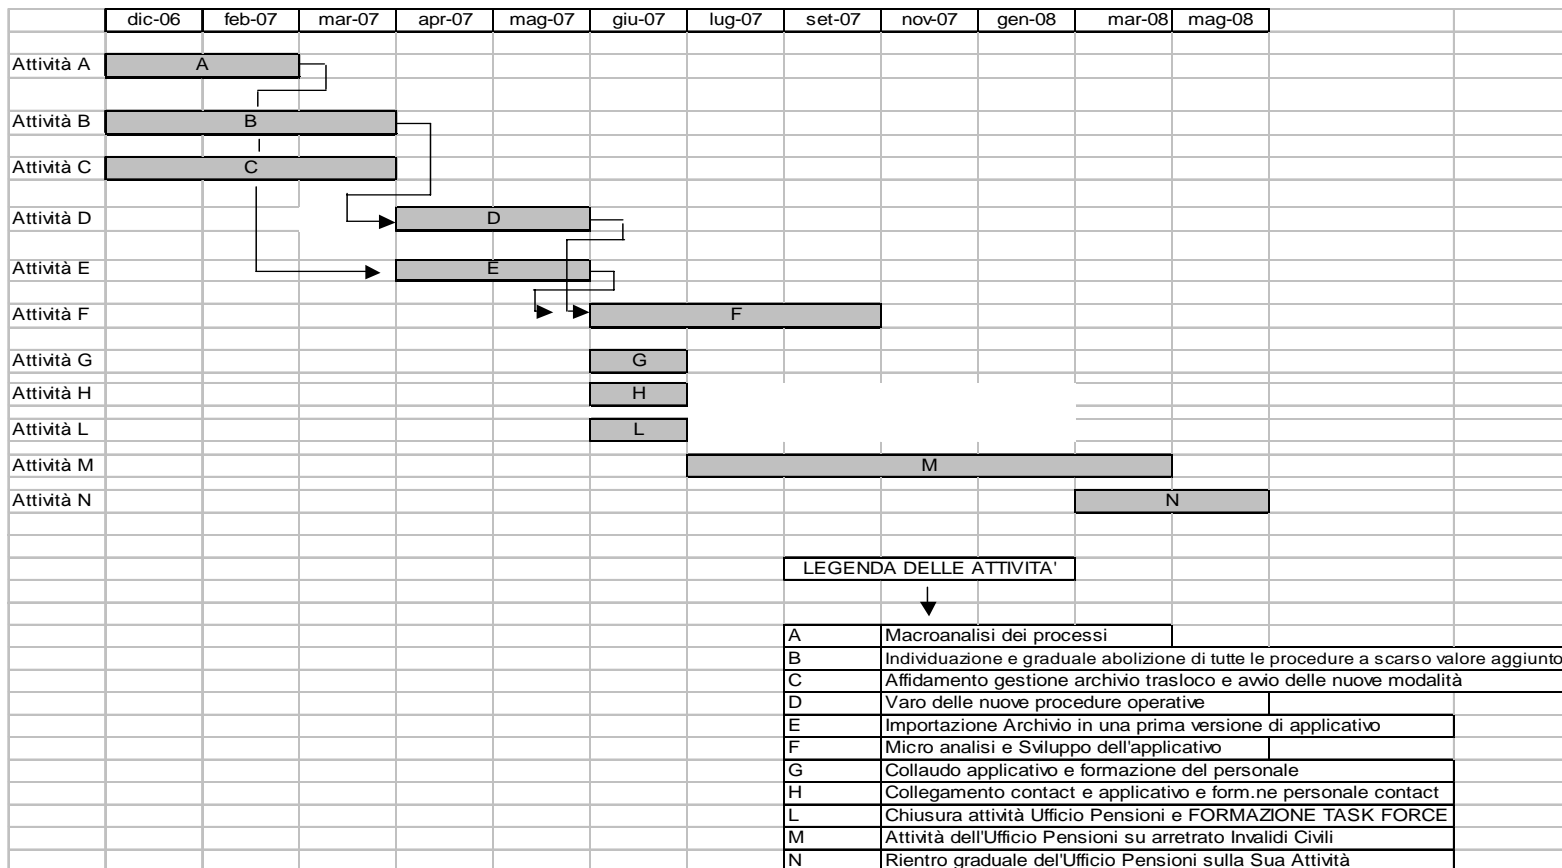 dic-06 feb-07 mar-07 apr-07 mag-07 giu-07 lug-07 set-07 nov-07 gen-08 mar-08 mag-08
Attività A A
Attività B B
Attività C C
Attività D D
Attività E E
Attività F F
Attività G G
Attività H H
Attività L L
Attività M M
Attività N N
LEGENDA DELLE ATTIVITA'
A Macroanalisi dei processi
B Individuazione e graduale abolizione di tutte le procedure a scarso valore aggiunto
C Affidamento gestione archivio trasloco e avvio delle nuove modalità
D Varo delle nuove procedure operative
E Importazione Archivio in una prima versione di applicativo
F Micro analisi e Sviluppo dell'applicativo
G Collaudo applicativo e formazione del personale
H Collegamento contact e applicativo e form.ne personale contact
L Chiusura attività Ufficio Pensioni e FORMAZIONE TASK FORCE
M Attività dell'Ufficio Pensioni su arretrato Invalidi Civili
N Rientro graduale del'Ufficio Pensioni sulla Sua Attività